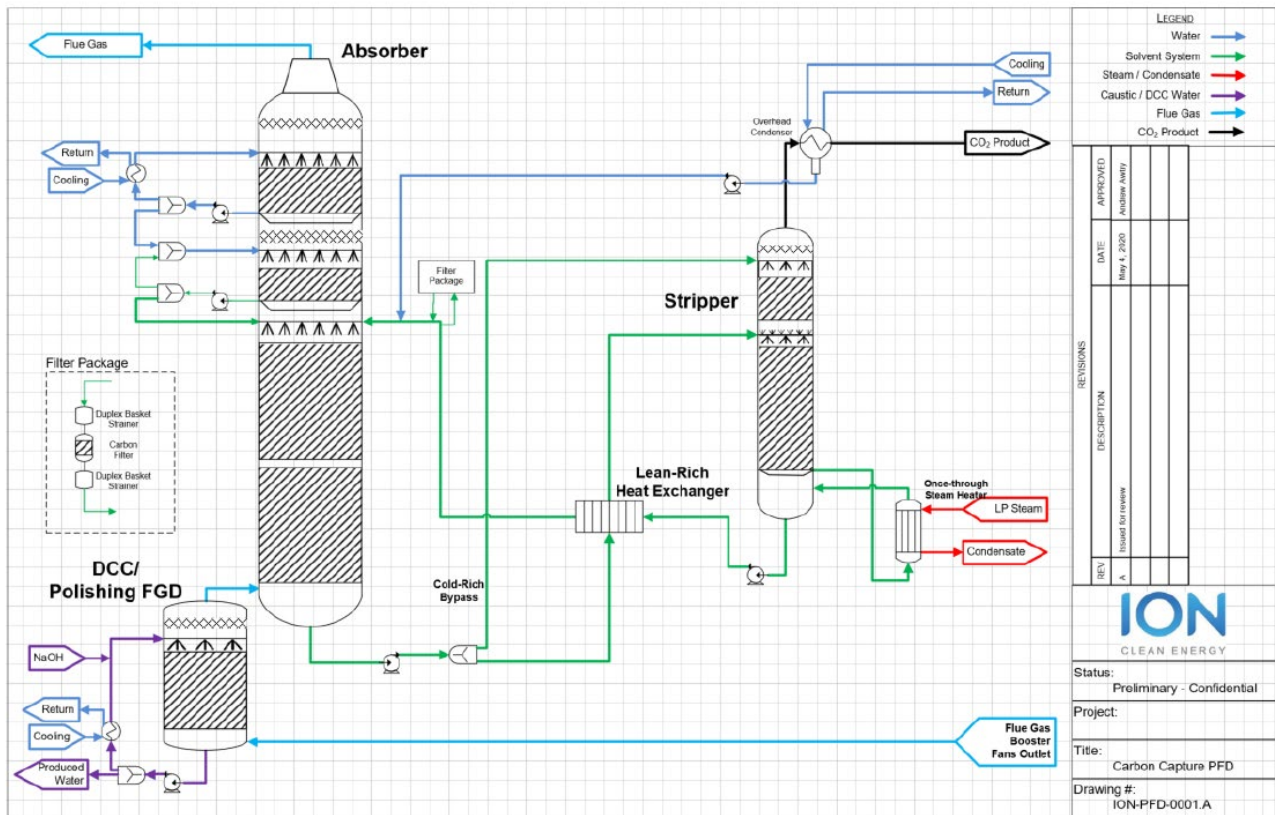 Flue Gas
Absorber
Return
Cooling
Cooling
Return
Overhead
Condenser
CO₂ Product
Filter
Package
Stripper
Filter Package
Duplex Basket
Strainer
Carbon
Filter
Duplex Basket
Strainer
Lean-Rich
Heat Exchanger
Once-through
Steam Heater
LP Steam
Condensate
Cold-Rich
Bypass
DCC/
Polishing FGD
NaOH
Return
Cooling
Produced
Water
Flue Gas
Booster
Fans Outlet
LEGEND
Water
Solvent System
Steam / Condensate
Caustic / DCC Water
Flue Gas
CO₂ Product
REVISIONS
REV
DESCRIPTION
DATE
APPROVED
A
Issued for review
May 4, 2020
Andrew Awtry
ION
CLEAN ENERGY
Status:
Preliminary - Confidential
Project:
Title:
Carbon Capture PFD
Drawing #:
ION-PFD-0001.A